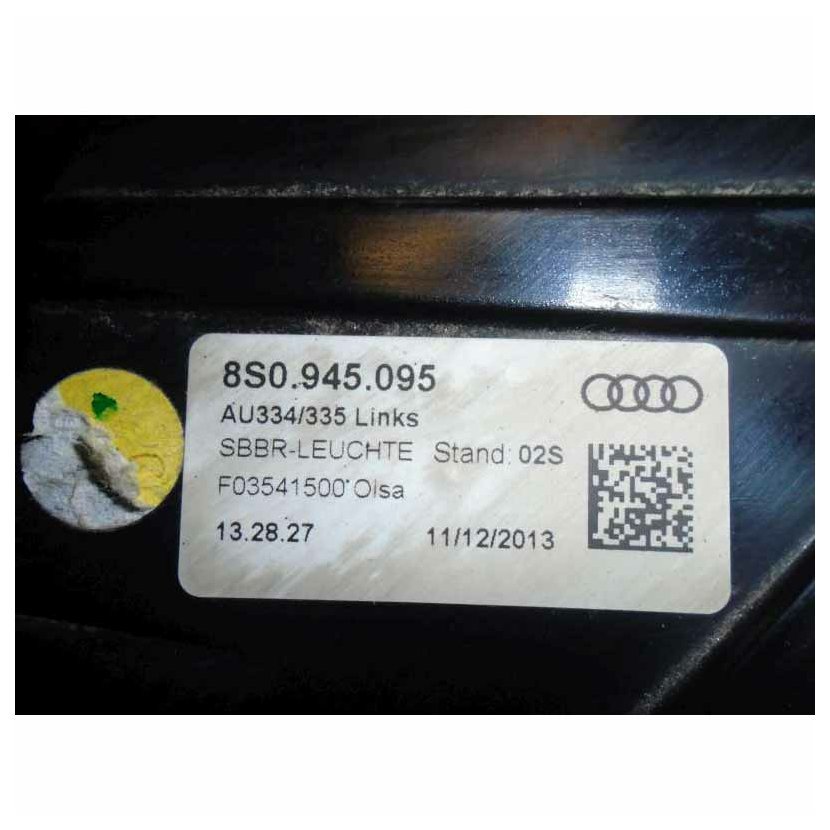 8S0.945.095
AU334/335 Links
SBBR-LEUCHTE Stand: 02S
F03541500 Olsa
13.28.27 11/12/2013